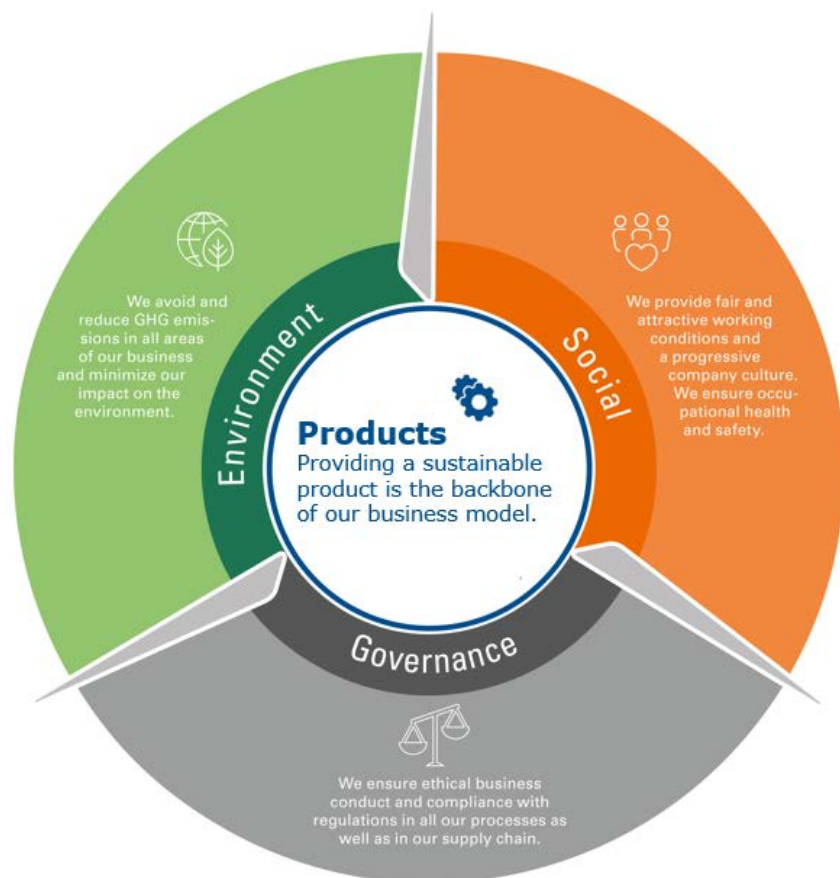 We avoid and
reduce GHG emis-
sions in all areas
of our business
and minimize our
impact on the
environment.
Environment
Social
We provide fair and
attractive working
conditions and
a progressive
company culture.
We ensure occu-
pational health
and safety.
Products
Providing a sustainable
product is the backbone
of our business model.
Governance
We ensure ethical business
conduct and compliance with
regulations in all our processes as
well as in our supply chain.